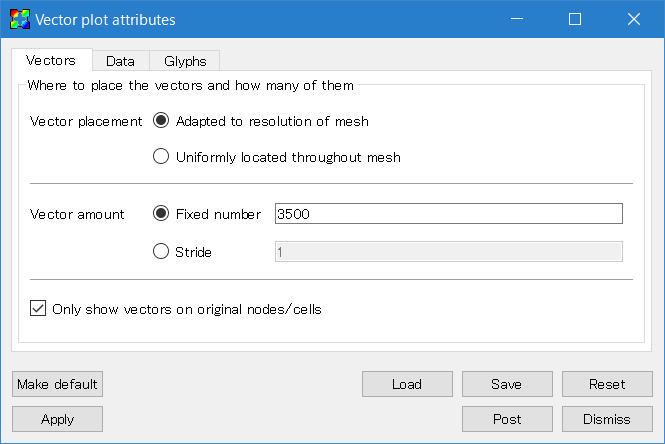 Vector plot attributes
Vectors Data Glyphs
Where to place the vectors and how many of them
Vector placement Adapted to resolution of mesh
Uniformly located throughout mesh
Vector amount Fixed number 3500
Stride 1
Only show vectors on original nodes/cells
Make default Load Save Reset
Apply Post Dismiss